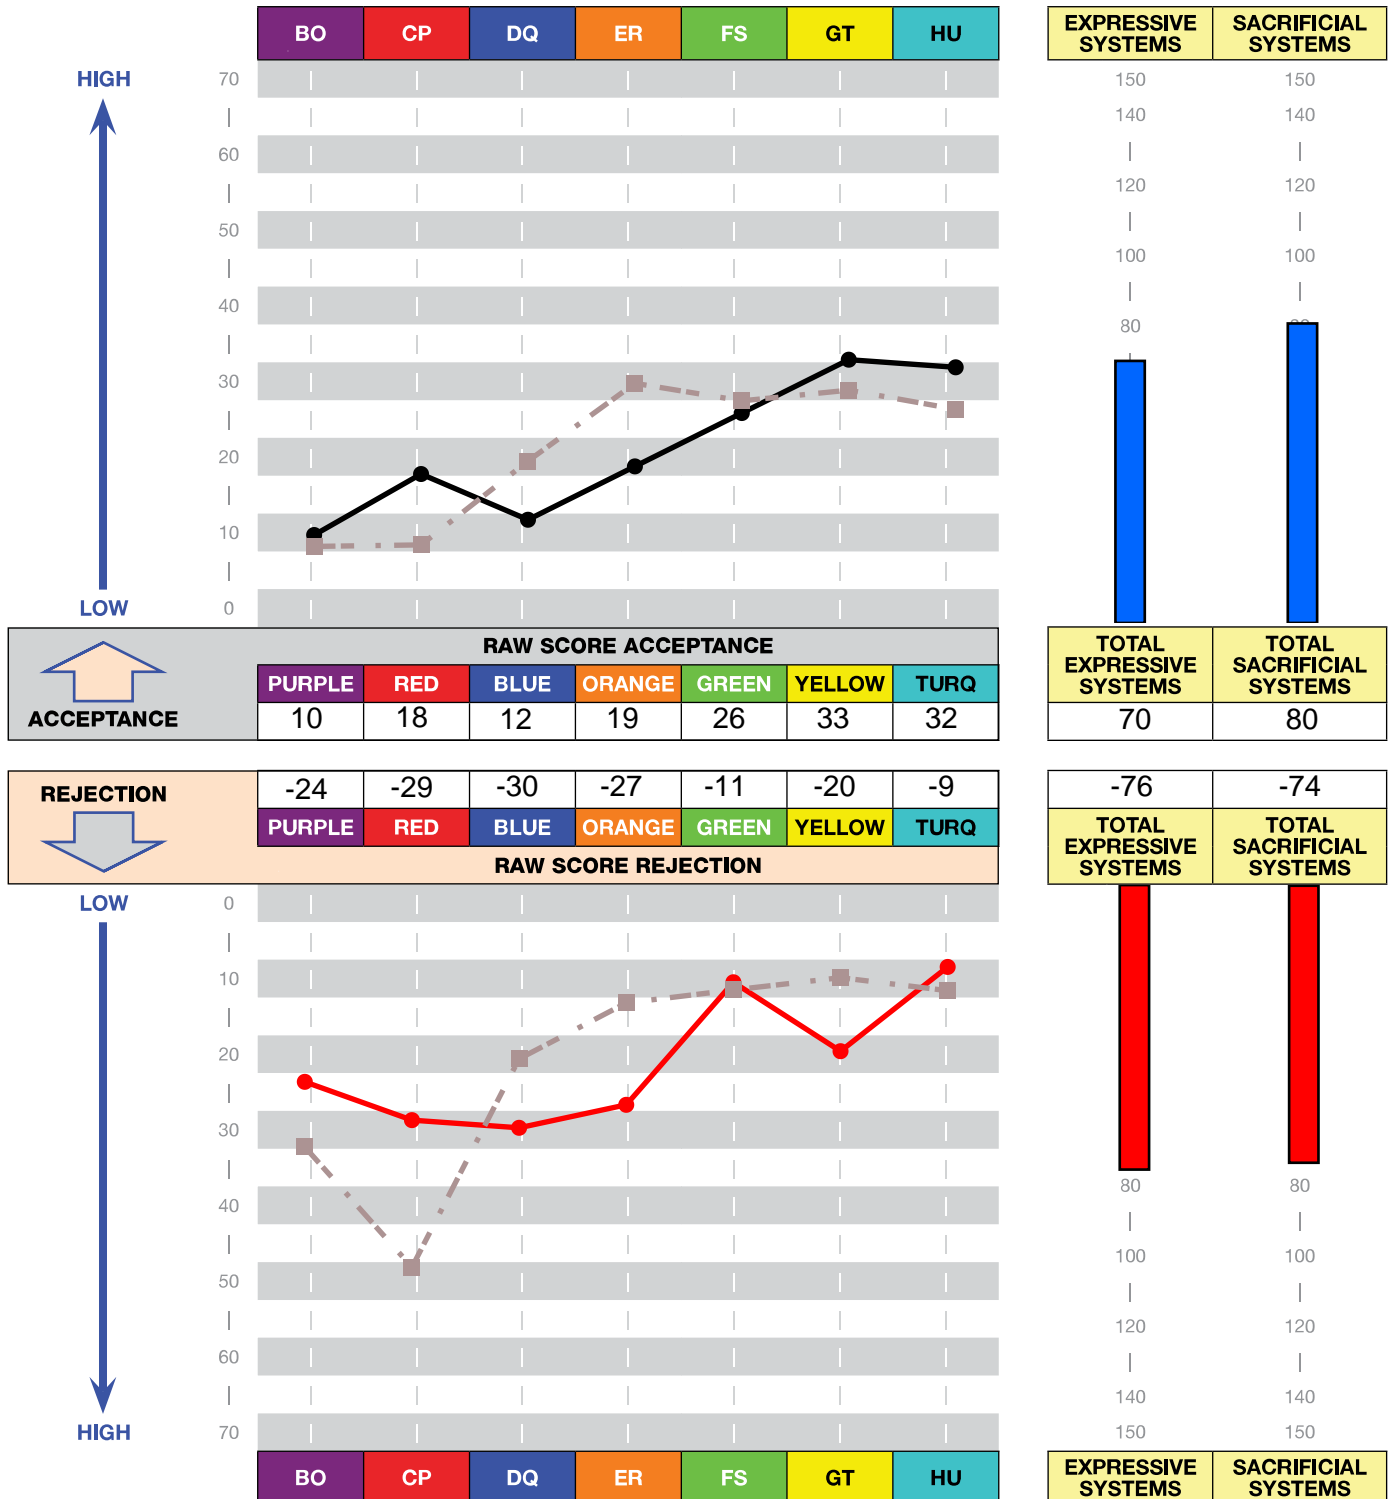 BO CP DQ ER FS GT HU EXPRESSIVE SYSTEMS SACRIFICIAL SYSTEMS
HIGH 70 150 150
140 140
60
120 120
50
100 100
40
80
30
20
10
LOW 0
RAW SCORE ACCEPTANCE TOTAL EXPRESSIVE SYSTEMS TOTAL SACRIFICIAL SYSTEMS
PURPLE RED BLUE ORANGE GREEN YELLOW TURQ
ACCEPTANCE 10 18 12 19 26 33 32 70 80
REJECTION -24 -29 -30 -27 -11 -20 -9 -76 -74
PURPLE RED BLUE ORANGE GREEN YELLOW TURQ TOTAL EXPRESSIVE SYSTEMS TOTAL SACRIFICIAL SYSTEMS
RAW SCORE REJECTION
LOW 0
10
20
30
80 80
40
100 100
50
120 120
60
140 140
HIGH 70 150 150
BO CP DQ ER FS GT HU EXPRESSIVE SYSTEMS SACRIFICIAL SYSTEMS